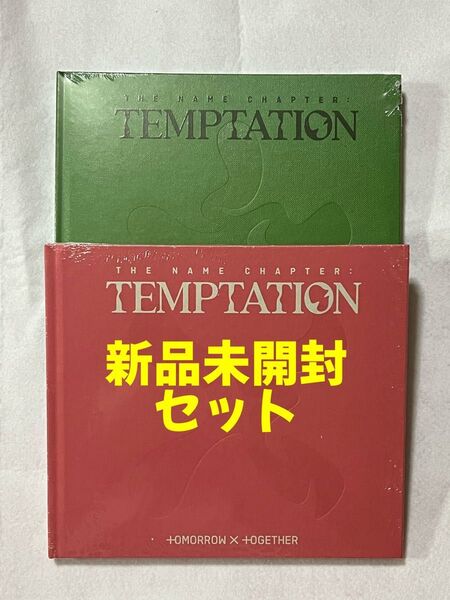 THE NAME CHAPTER:
TEMPTATION
THE NAME CHAPTER:
TEMPTATION
新品未開封
セット
TOMORROW X TOGETHER